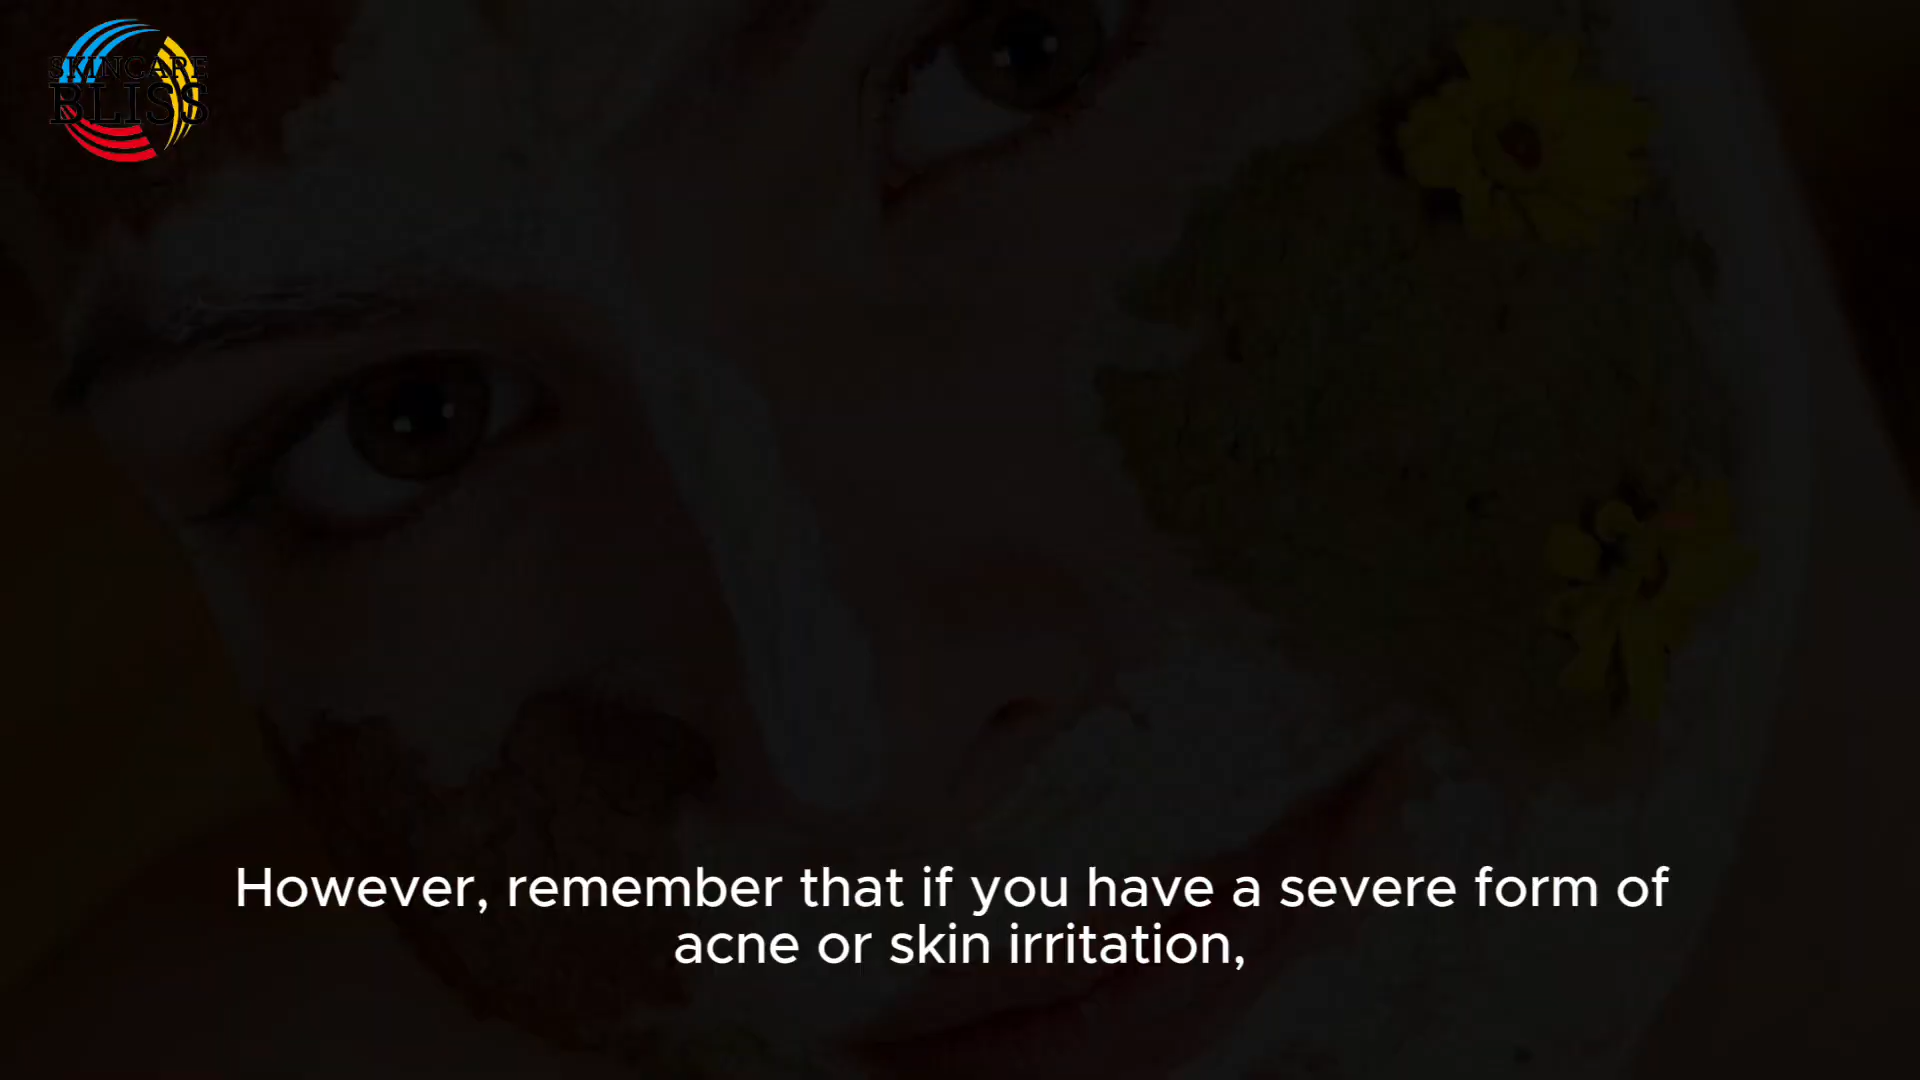 SKINCARE
BLISS
However, remember that if you have a severe form of
acne or skin irritation,